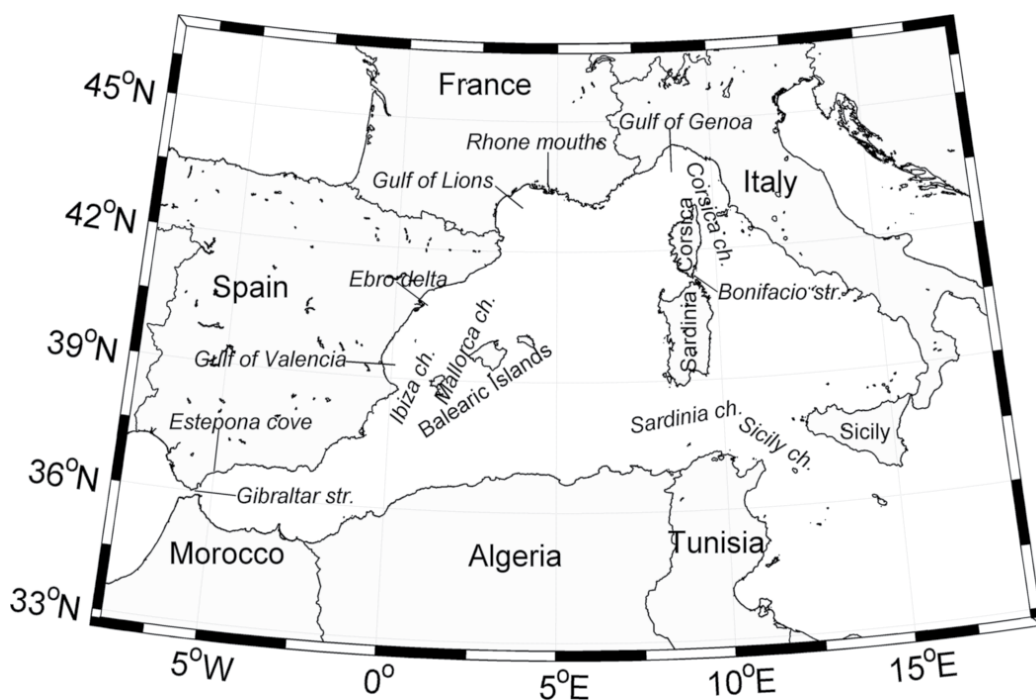 45°N
France
Gulf of Genoa
Rhone mouths
Gulf of Lions
Italy
Corsica ch.
Corsica
42°N
Spain
Ebro delta
Bonifacio str.
Sardinia
Mallorca ch.
39°N
Gulf of Valencia
Ibiza ch.
Balearic Islands
Estepona cove
Sardinia ch.
Sicily ch.
Sicily
36°N
Gibraltar str.
Morocco
Algeria
Tunisia
33°N
5°W
0°
5°E
10°E
15°E